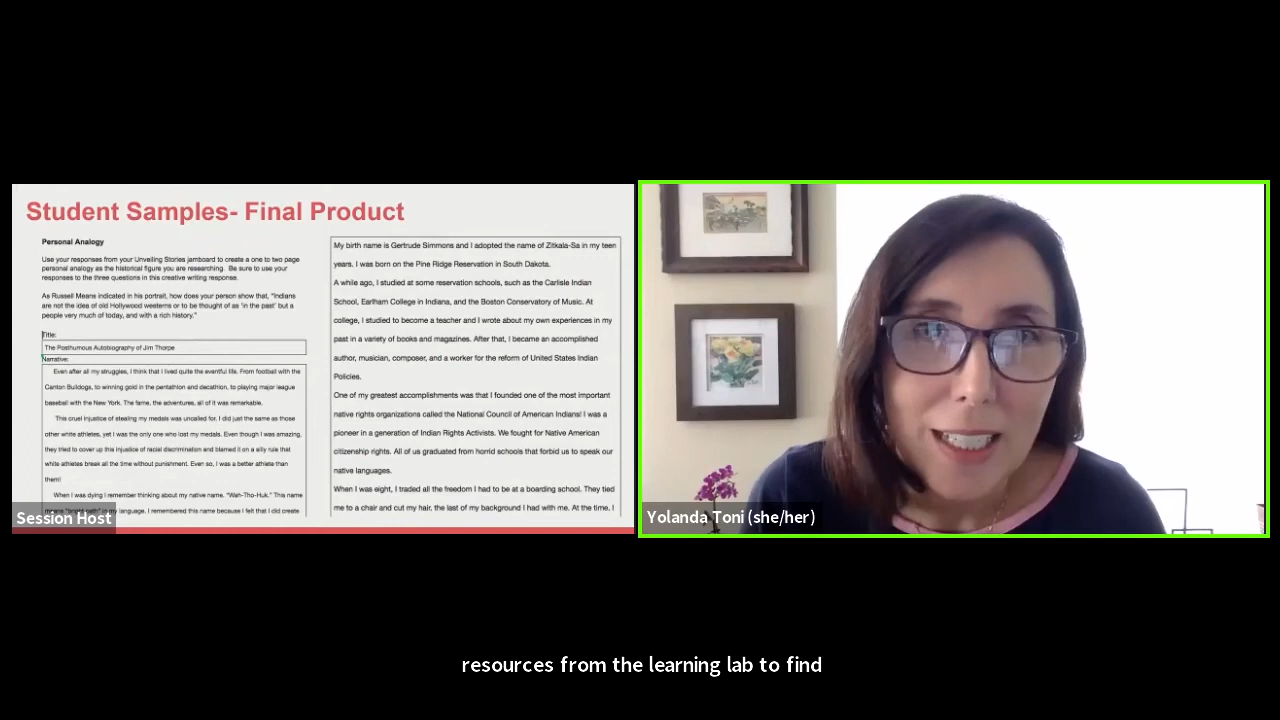 Student Samples- Final Product
Personal Analogy
Use your responses from your Unveiling Stories jamboard to create a one to two page
personal analogy as the historical figure you are researching. Be sure to use your
responses to the three questions in this creative writing response.
As Russell Means indicated in his portrait, how does your person show that, "Indians
are not the idea of old Hollywood westerns or to be thought of as 'in the past' but a
people very much of today, and with a rich history."
Title:
The Posthumous Autobiography of Jim Thorpe
Narrative:
Even after all my struggles, I think that I lived quite the eventful life. From football with the
Canton Bulldogs, to winning gold in the pentathon and decathlon, to playing major league
baseball with the New York. The fame, the adventures, all of it was remarkable.
This cruel injustice of stealing my medals was uncalled for. I did just the same as those
other white athletes, yet I was the only one who lost my medals. Even though I was amazing,
they tried to cover up this injustice of racial discrimination and blamed it on a silly rule that
white athletes break all the time without punishment. Even so, I was a better athlete than
them!
When I was dying I remember thinking about my native name. "Wah-Tho-Huk." This name
means "bright path" in my language. I remembered this name because I felt that I did create
My birth name is Gertrude Simmons and I adopted the name of Zitkala-Sa in my teen
years. I was born on the Pine Ridge Reservation in South Dakota.
A while ago, I studied at some reservation schools, such as the Carlisle Indian
School, Earlham College in Indiana, and the Boston Conservatory of Music. At
college, I studied to become a teacher and I wrote about my own experiences in my
past in a variety of books and magazines. After that, I became an accomplished
author, musician, composer, and a worker for the reform of United States Indian
Policies.
One of my greatest accomplishments was that I founded one of the most important
native rights organizations called the National Council of American Indians! I was a
pioneer in a generation of Indian Rights Activists. We fought for Native American
citizenship rights. All of us graduated from horrid schools that forbid us to speak our
native languages.
When I was eight, I traded all the freedom I had to be at a boarding school. They tied
me to a chair and cut my hair, the last of my background I had with me. At the time, I
Session Host
Yolanda Toni (she/her)
resources from the learning lab to find